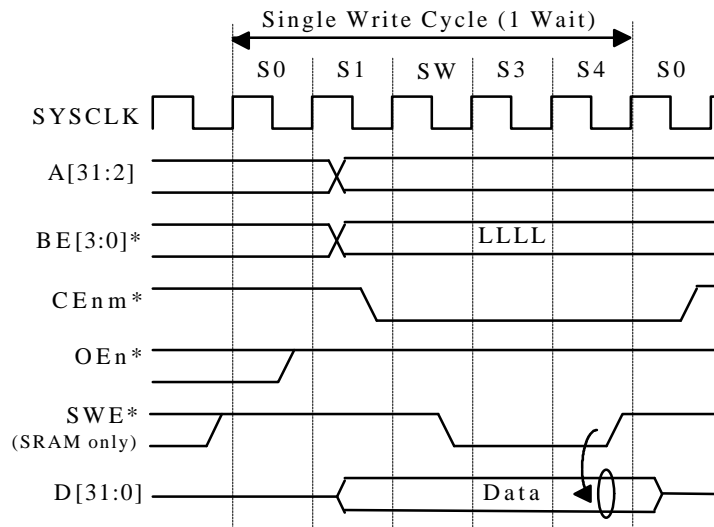 Single Write Cycle (1 Wait)
S0 S1 SW S3 S4 S0
SYSCLK
A[31:2]
BE[3:0]* LLLL
CEnm*
OEn*
SWE*
(SRAM only)
D[31:0] Data